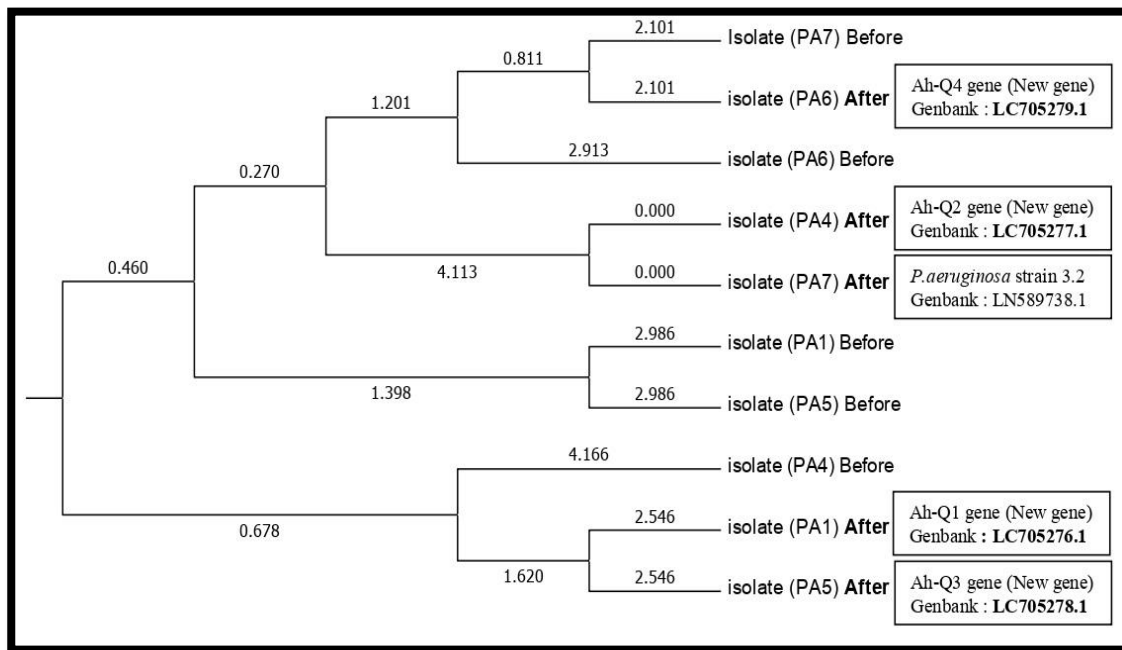 2.101
Isolate (PA7) Before
0.811
2.101
isolate (PA6) After
Ah-Q4 gene (New gene)
Genbank : LC705279.1
1.201
2.913
isolate (PA6) Before
0.270
0.000
isolate (PA4) After
Ah-Q2 gene (New gene)
Genbank : LC705277.1
4.113
0.000
isolate (PA7) After
P.aeruginosa strain 3.2
Genbank : LN589738.1
0.460
2.986
isolate (PA1) Before
1.398
2.986
isolate (PA5) Before
4.166
isolate (PA4) Before
0.678
2.546
isolate (PA1) After
Ah-Q1 gene (New gene)
Genbank : LC705276.1
1.620
2.546
isolate (PA5) After
Ah-Q3 gene (New gene)
Genbank : LC705278.1